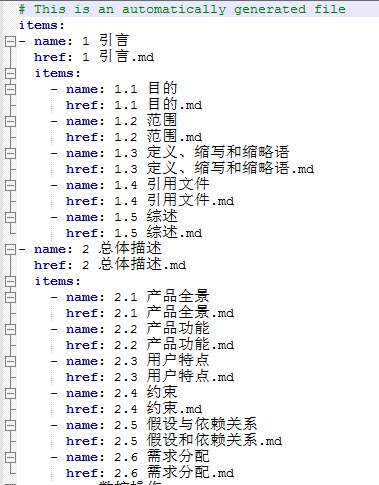 # This is an automatically generated file
items:
- name: 1 引言
  href: 1 引言.md
  items:
    - name: 1.1 目的
      href: 1.1 目的.md
    - name: 1.2 范围
      href: 1.2 范围.md
    - name: 1.3 定义、缩写和缩略语
      href: 1.3 定义、缩写和缩略语.md
    - name: 1.4 引用文件
      href: 1.4 引用文件.md
    - name: 1.5 综述
      href: 1.5 综述.md
- name: 2 总体描述
  href: 2 总体描述.md
  items:
    - name: 2.1 产品全景
      href: 2.1 产品全景.md
    - name: 2.2 产品功能
      href: 2.2 产品功能.md
    - name: 2.3 用户特点
      href: 2.3 用户特点.md
    - name: 2.4 约束
      href: 2.4 约束.md
    - name: 2.5 假设与依赖关系
      href: 2.5 假设和依赖关系.md
    - name: 2.6 需求分配
      href: 2.6 需求分配.md